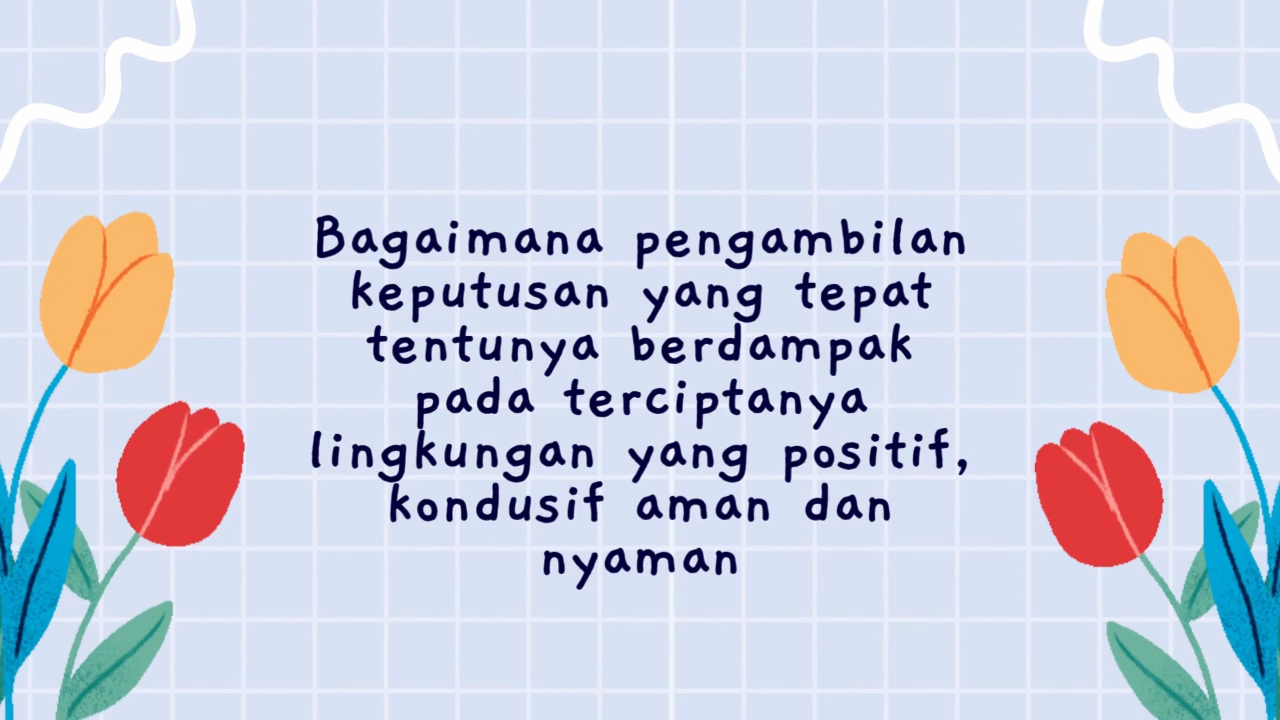 Bagaimana pengambilan
keputusan yang tepat
tentunya berdampak
pada terciptanya
lingkungan yang positif,
kondusif aman dan
nyaman